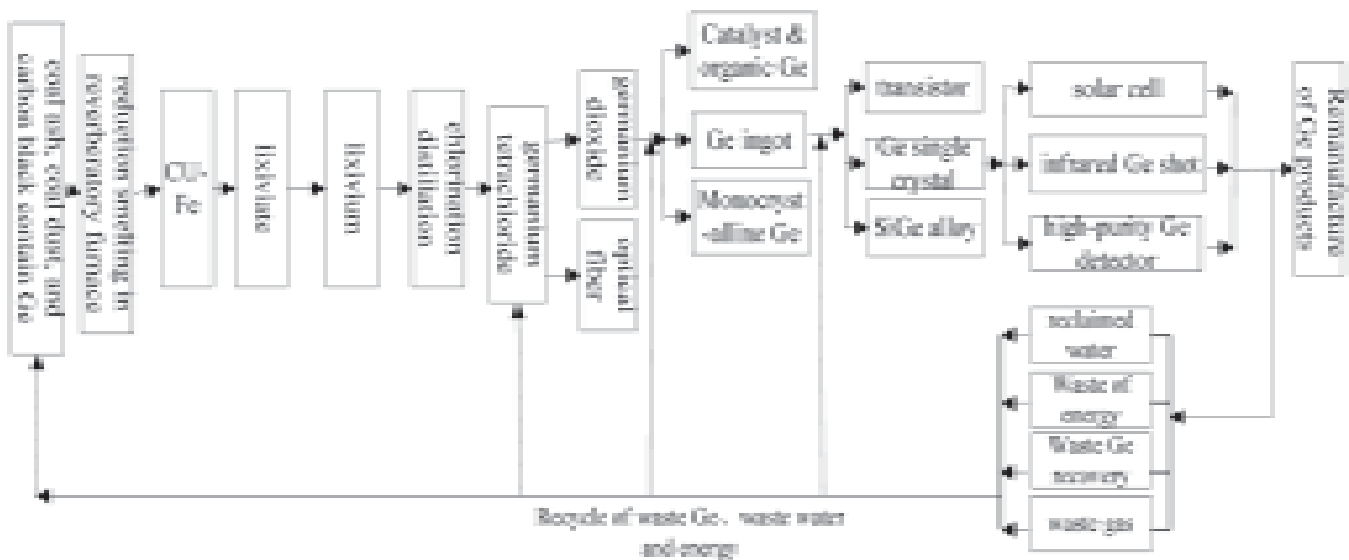 coal ash, coal dust, and
carbon black contain Ge
reduction smelting in
reverberatory furnace
Cu-
Fe
lixiviate
lixivium
chlorination
distillation
germanium
tetrachloride
germanium
dioxide
optical
fiber
Catalyst &
organic-Ge
Ge ingot
Monocryst
-alline Ge
transistor
Ge single
crystal
SiGe alloy
solar cell
infrared Ge shot
high-purity Ge
detector
Remanufacture
of Ge products
reclaimed
water
Waste of
energy
Waste Ge
recovery
waste-gas
Recycle of waste Ge、waste water
and energy